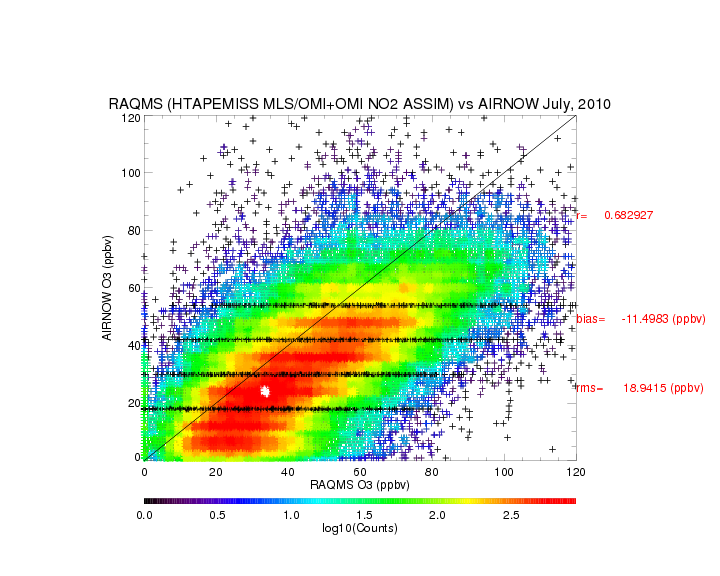 RAQMS (HTAPEMISS MLS/OMI+OMI NO2 ASSIM) vs AIRNOW July, 2010
120
100
80
60
40
20
0
AIRNOW O3 (ppbv)
r= 0.682927
bias= -11.4983 (ppbv)
rms= 18.9415 (ppbv)
0 20 40 60 80 100 120
RAQMS O3 (ppbv)
0.0 0.5 1.0 1.5 2.0 2.5
log10(Counts)